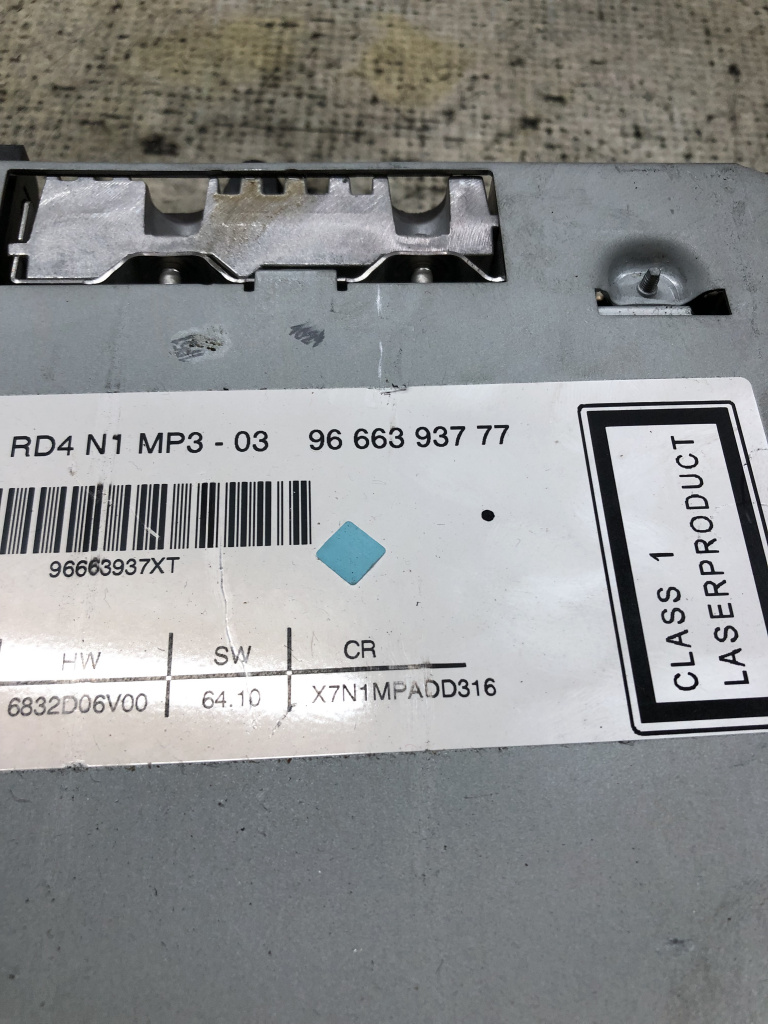 1024
RD4 N1 MP3 - 03 96 663 937 77
96663937XT
HW SW CR
6832D06V00 64.10 X7N1MPADD316
CLASS 1
LASERPRODUCT